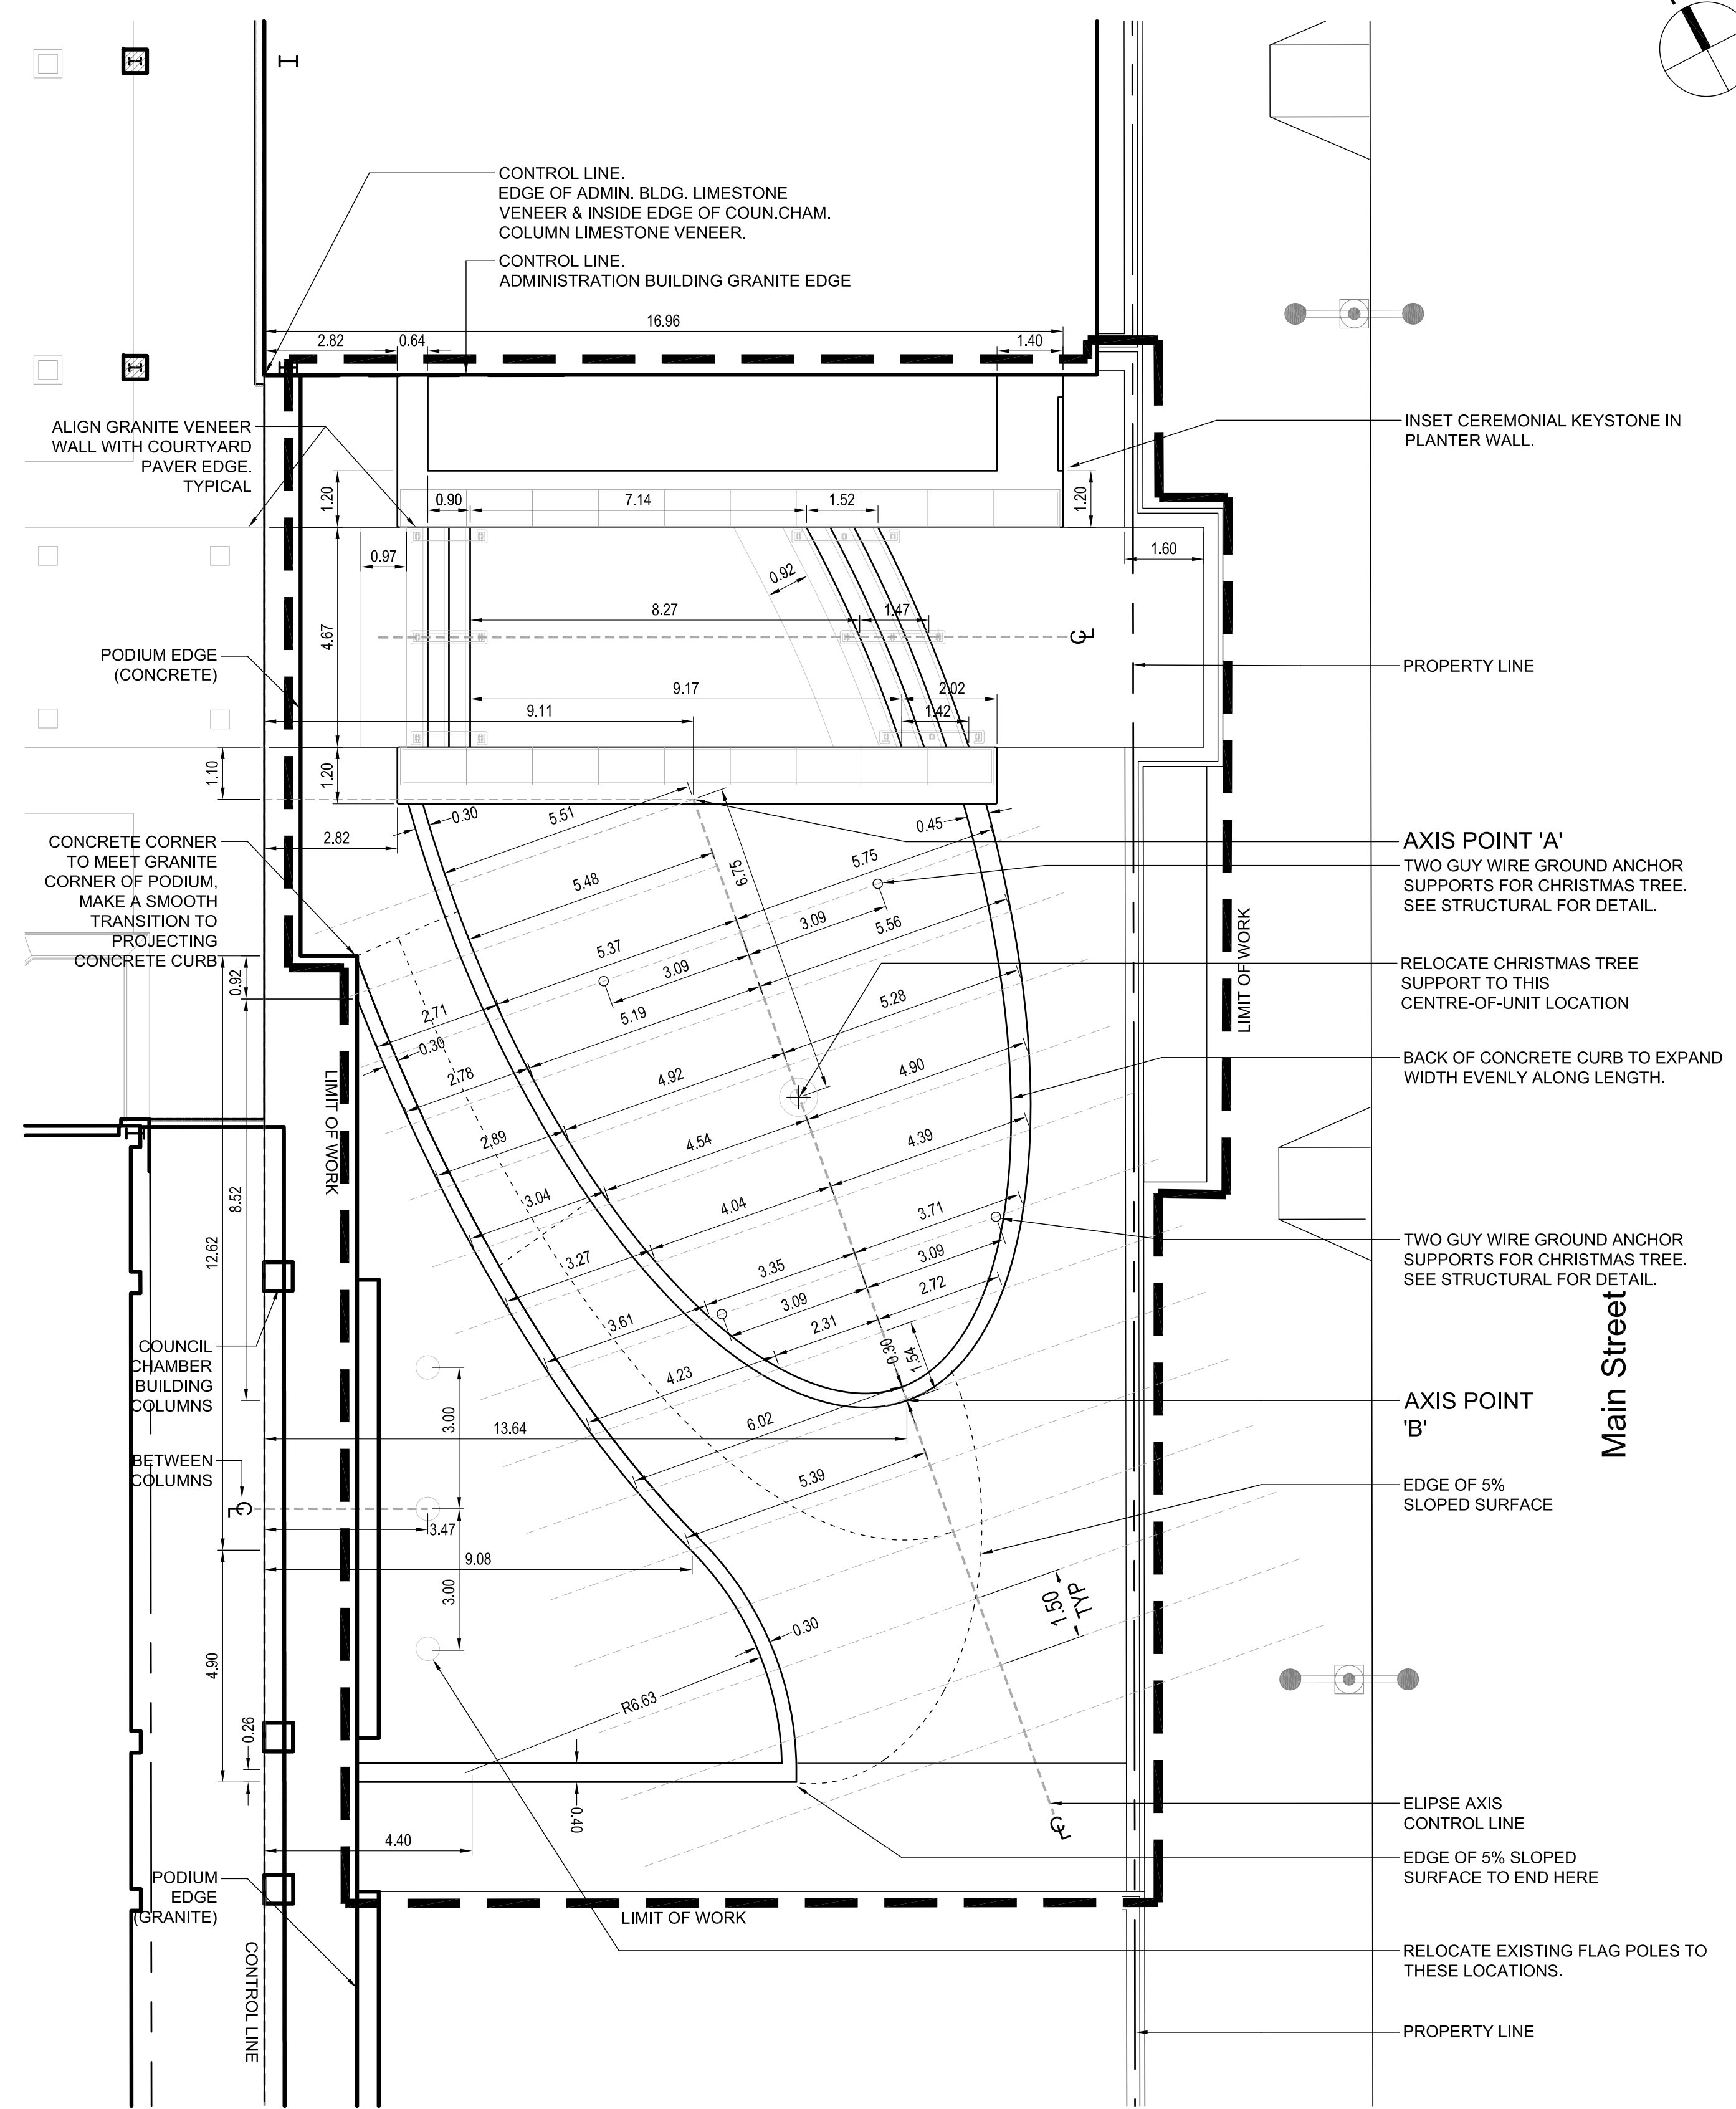 CONTROL LINE.
EDGE OF ADMIN. BLDG. LIMESTONE
VENEER & INSIDE EDGE OF COUN.CHAM.
COLUMN LIMESTONE VENEER.
CONTROL LINE.
ADMINISTRATION BUILDING GRANITE EDGE
16.96
2.82
0.64
1.40
ALIGN GRANITE VENEER
WALL WITH COURTYARD
PAVER EDGE.
TYPICAL
INSET CEREMONIAL KEYSTONE IN
PLANTER WALL.
1.20
0.90
7.14
1.52
1.20
0.97
0.92
1.60
8.27
1.47
4.67
PODIUM EDGE
(CONCRETE)
PROPERTY LINE
9.17
2.02
9.11
1.42
1.10
1.20
2.82
0.30
5.51
0.45
6.75
5.75
CONCRETE CORNER
TO MEET GRANITE
CORNER OF PODIUM,
MAKE A SMOOTH
TRANSITION TO
PROJECTING
CONCRETE CURB
AXIS POINT 'A'
TWO GUY WIRE GROUND ANCHOR
SUPPORTS FOR CHRISTMAS TREE.
SEE STRUCTURAL FOR DETAIL.
5.48
3.09
5.56
5.37
3.09
LIMIT OF WORK
RELOCATE CHRISTMAS TREE
SUPPORT TO THIS
CENTRE-OF-UNIT LOCATION
0.92
2.71
5.19
5.28
0.30
BACK OF CONCRETE CURB TO EXPAND
WIDTH EVENLY ALONG LENGTH.
LIMIT OF WORK
2.78
4.92
4.90
2.89
4.54
4.39
8.52
12.62
3.04
4.04
3.71
3.27
3.35
3.09
TWO GUY WIRE GROUND ANCHOR
SUPPORTS FOR CHRISTMAS TREE.
SEE STRUCTURAL FOR DETAIL.
Main Street
3.61
3.09
2.72
2.31
0.30
1.54
COUNCIL
CHAMBER
BUILDING
COLUMNS
4.23
AXIS POINT
'B'
3.00
13.64
6.02
BETWEEN
COLUMNS
5.39
EDGE OF 5%
SLOPED SURFACE
3.47
9.08
3.00
1.50
TYP
0.30
4.90
R6.63
0.26
0.40
ELIPSE AXIS
CONTROL LINE
4.40
EDGE OF 5% SLOPED
SURFACE TO END HERE
PODIUM
EDGE
(GRANITE)
LIMIT OF WORK
CONTROL LINE
RELOCATE EXISTING FLAG POLES TO
THESE LOCATIONS.
PROPERTY LINE